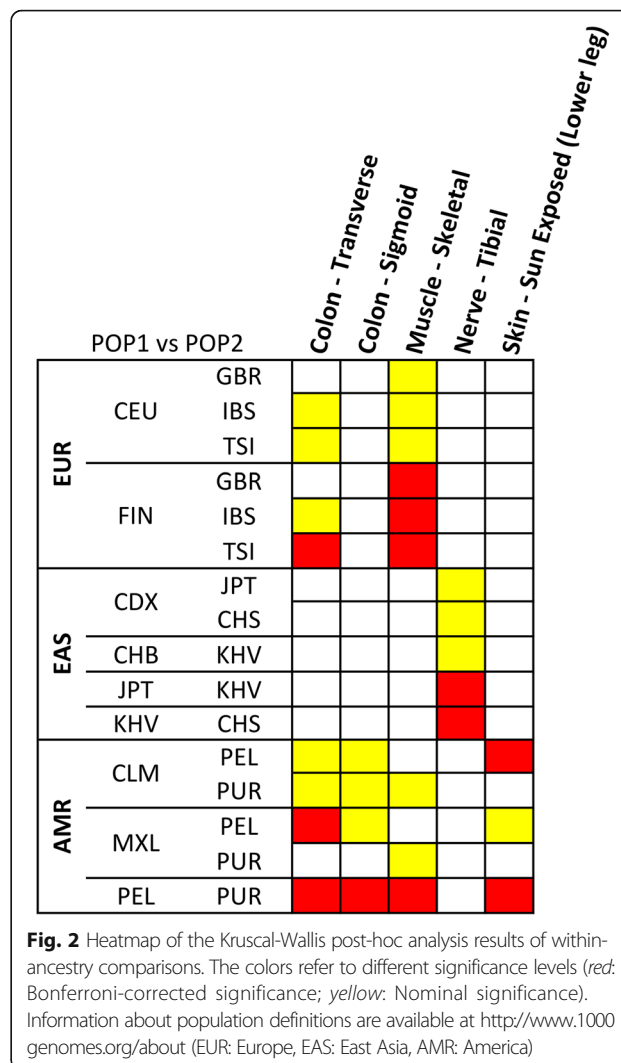 Colon - Transverse
Colon - Sigmoid
Muscle - Skeletal
Nerve - Tibial
Skin - Sun Exposed (Lower leg)
POP1 vs POP2
EUR
CEU
GBR
IBS
TSI
FIN
GBR
IBS
TSI
EAS
CDX
JPT
CHS
CHB KHV
JPT KHV
KHV CHS
AMR
CLM
PEL
PUR
MXL
PEL
PUR
PEL PUR
Fig. 2 Heatmap of the Kruscal-Wallis post-hoc analysis results of within-
ancestry comparisons. The colors refer to different significance levels (red:
Bonferroni-corrected significance; yellow: Nominal significance).
Information about population definitions are available at http://www.1000
genomes.org/about (EUR: Europe, EAS: East Asia, AMR: America)